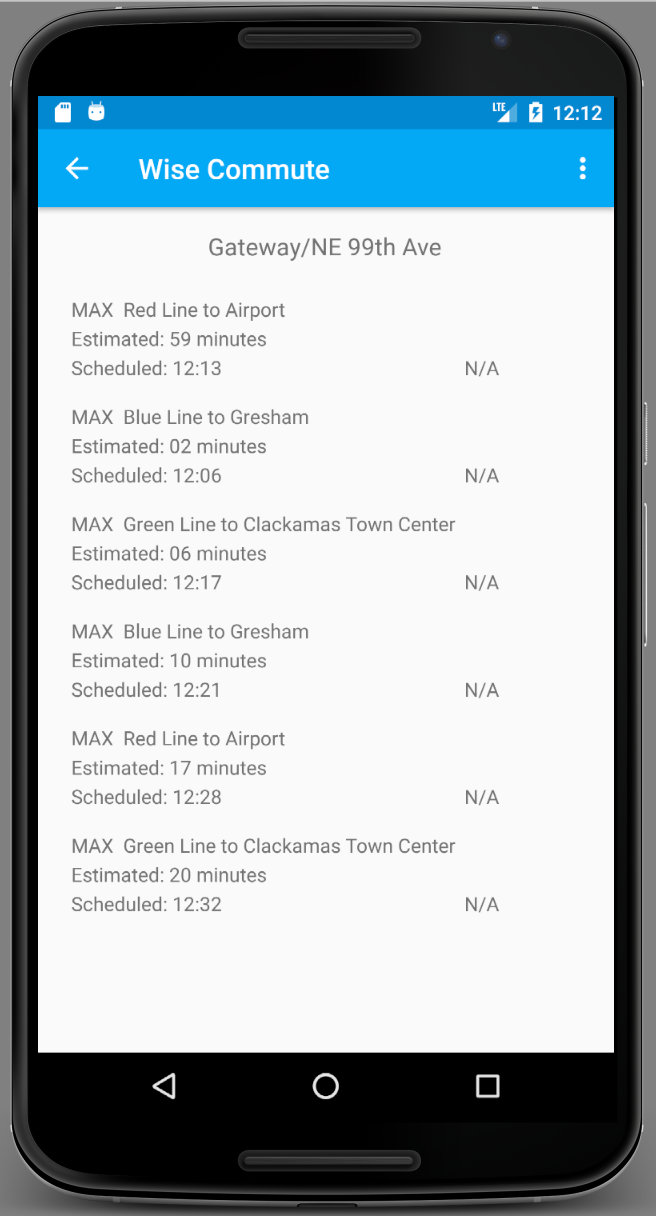 LTE 12:12
Wise Commute
Gateway/NE 99th Ave
MAX  Red Line to Airport
Estimated: 59 minutes
Scheduled: 12:13 N/A
MAX  Blue Line to Gresham
Estimated: 02 minutes
Scheduled: 12:06 N/A
MAX  Green Line to Clackamas Town Center
Estimated: 06 minutes
Scheduled: 12:17 N/A
MAX  Blue Line to Gresham
Estimated: 10 minutes
Scheduled: 12:21 N/A
MAX  Red Line to Airport
Estimated: 17 minutes
Scheduled: 12:28 N/A
MAX  Green Line to Clackamas Town Center
Estimated: 20 minutes
Scheduled: 12:32 N/A